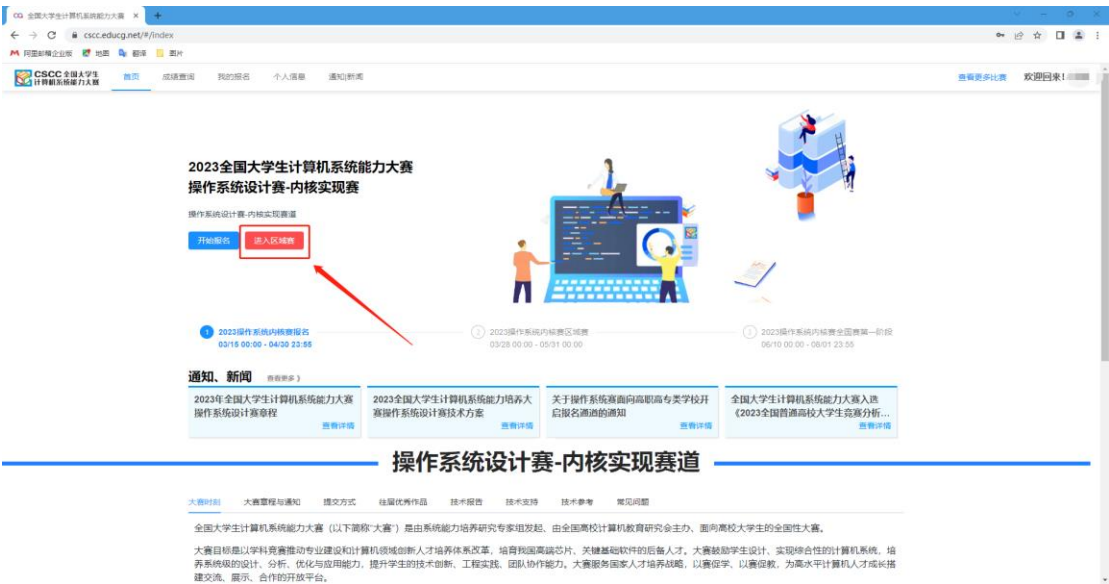 全国大学生计算机系统能力大赛
cscc.educg.net/#/index
阿里邮箱企业版 地图 翻译 图片
CSCC 全国大学生
计算机系统能力大赛
首页 成绩查询 我的报名 个人信息 通知|新闻 查看更多比赛 欢迎回来!
2023全国大学生计算机系统能力大赛
操作系统设计赛-内核实现赛
操作系统设计赛-内核实现赛道
开始报名 进入区域赛
1 2023操作系统内核赛报名 2 2023操作系统内核赛区域赛 3 2023操作系统内核赛全国赛第一阶段
03/16 00:00 - 04/30 23:55 03/28 00:00 - 05/31 00:00 06/10 00:00 - 08/01 23:55
通知、新闻 查看更多 )
2023年全国大学生计算机系统能力大赛
操作系统设计赛章程
查看详情
2023全国大学生计算机系统能力培养大
赛操作系统设计赛技术方案
查看详情
关于操作系统赛面向高职高专类学校开
启报名通道的通知
查看详情
全国大学生计算机系统能力大赛入选
《2023全国普通高校大学生竞赛分析...
查看详情
操作系统设计赛-内核实现赛道
大赛时刻 大赛章程与通知 提交方式 往届优秀作品 技术报告 技术支持 技术参考 常见问题
全国大学生计算机系统能力大赛（以下简称“大赛”）是由系统能力培养研究专家组发起、由全国高校计算机教育研究会主办、面向高校大学生的全国性大赛。
大赛目标是以学科竞赛推动专业建设和计算机领域创新人才培养体系改革，培育我国高端芯片、关键基础软件的后备人才。大赛鼓励学生设计、实现综合性的计算机系统，培
养系统级的设计、分析、优化与应用能力，提升学生的技术创新、工程实践、团队协作能力。大赛服务国家人才培养战略，以赛促学、以赛促教，为高水平计算机人才成长搭
建交流、展示、合作的开放平台。